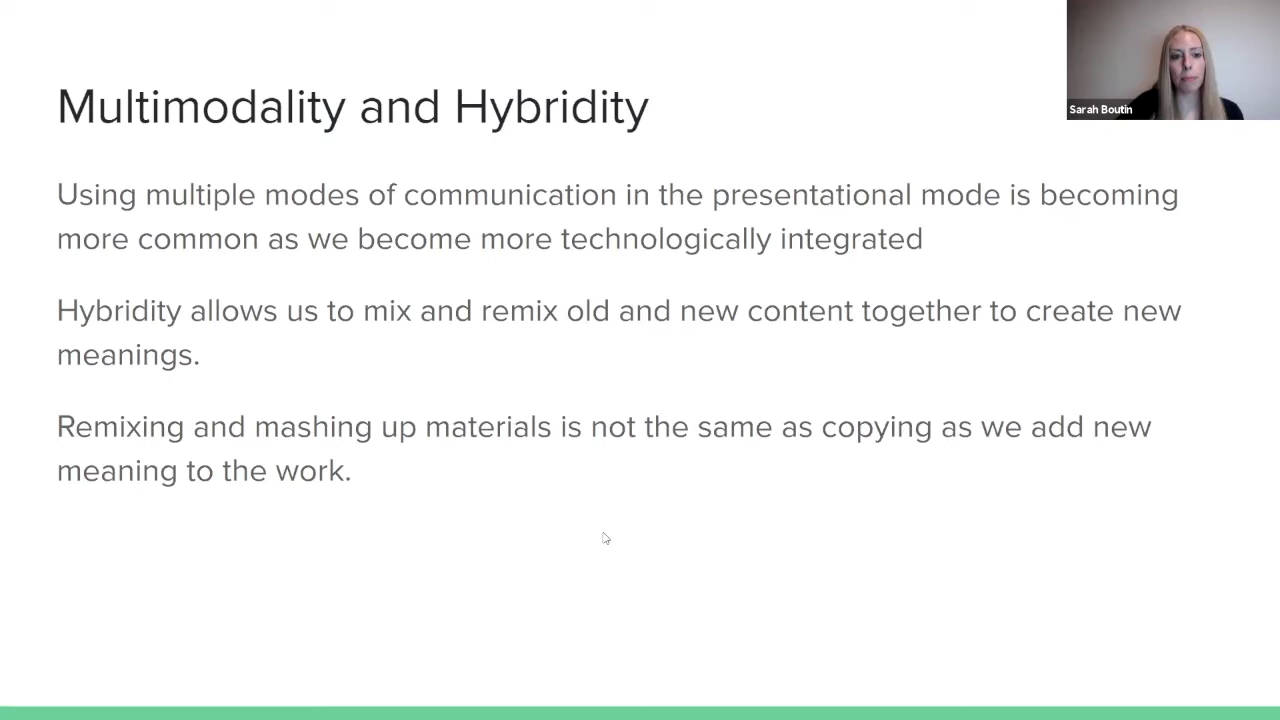 Multimodality and Hybridity
Sarah Boutin
Using multiple modes of communication in the presentational mode is becoming
more common as we become more technologically integrated
Hybridity allows us to mix and remix old and new content together to create new
meanings.
Remixing and mashing up materials is not the same as copying as we add new
meaning to the work.